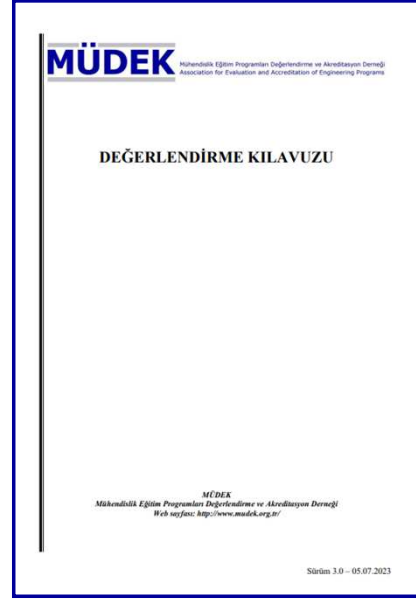 MÜDEK
Mühendislik Eğitim Programları Değerlendirme ve Akreditasyon Derneği
Association for Evaluation and Accreditation of Engineering Programs
DEĞERLENDİRME KILAVUZU
MÜDEK
Mühendislik Eğitim Programları Değerlendirme ve Akreditasyon Derneği
Web sayfası: http://www.mudek.org.tr/
Sürüm 3.0 – 05.07.2023